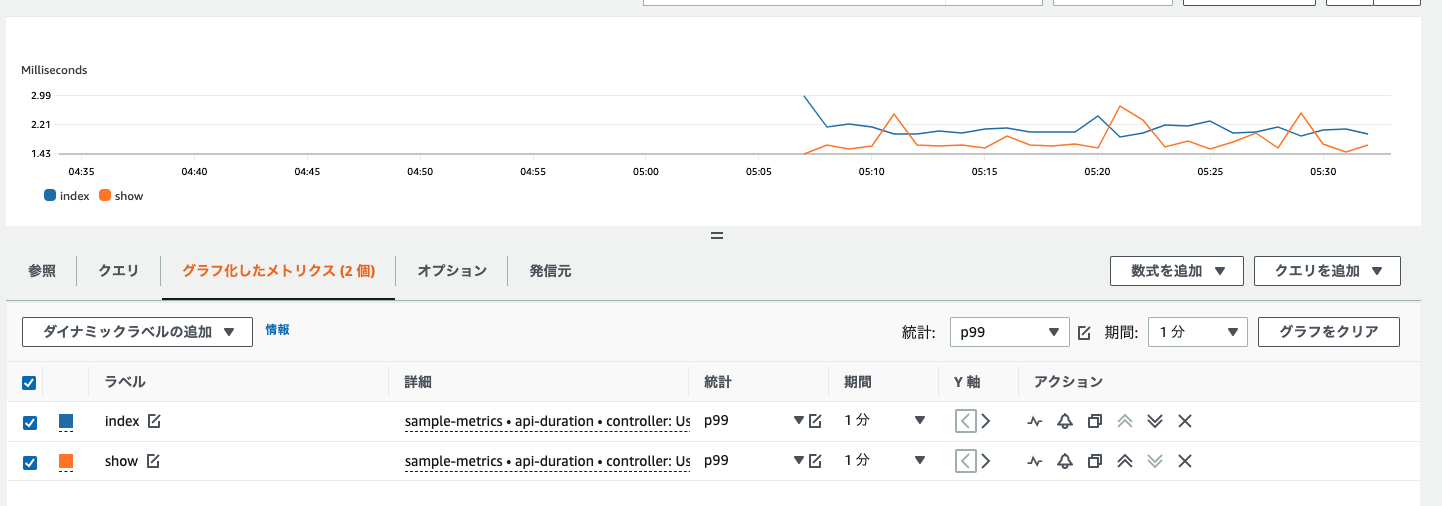 Milliseconds
2.99
2.21
1.43
04:35 04:40 04:45 04:50 04:55 05:00 05:05 05:10 05:15 05:20 05:25 05:30
index show
参照 クエリ グラフ化したメトリクス (2 個) オプション 発信元 数式を追加 クエリを追加
ダイナミックラベルの追加 情報 統計: p99 期間: 1 分 グラフをクリア
ラベル 詳細 統計 期間 Y 軸 アクション
index sample-metrics • api-duration • controller: Us p99 1 分
show sample-metrics • api-duration • controller: Us p99 1 分